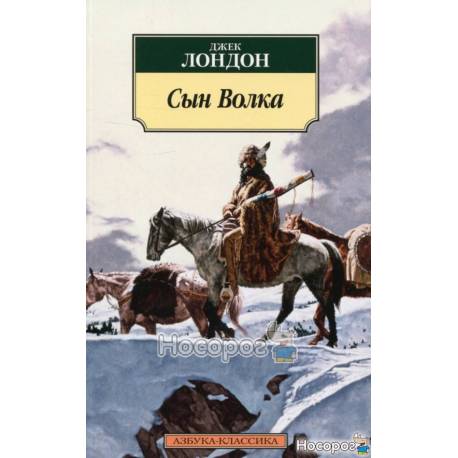 ДЖЕК
ЛОНДОН
Сын Волка
Носорог
АЗБУКА-КЛАССИКА
Носорог